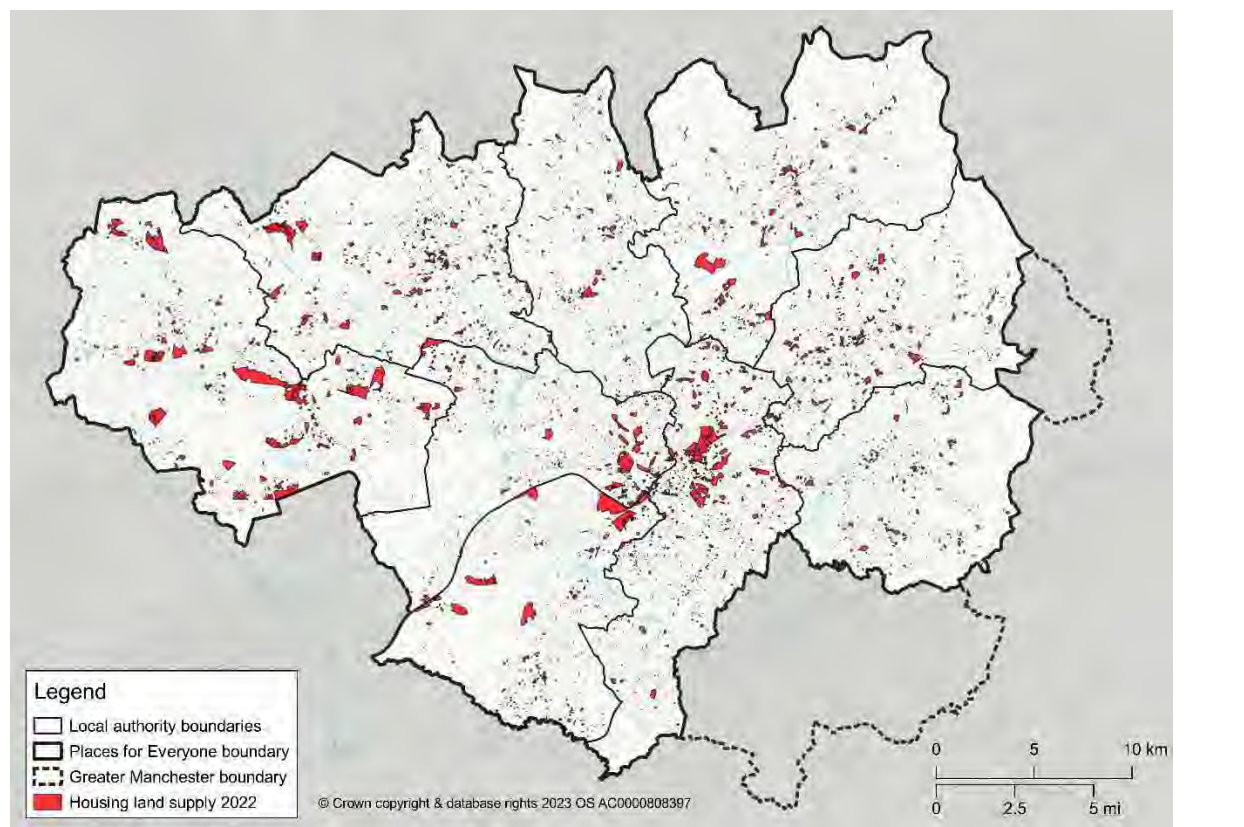 Legend
Local authority boundaries
Places for Everyone boundary
Greater Manchester boundary
Housing land supply 2022
© Crown copyright & database rights 2023 OS AC0000808397
0 5 10 km
0 2.5 5 mi